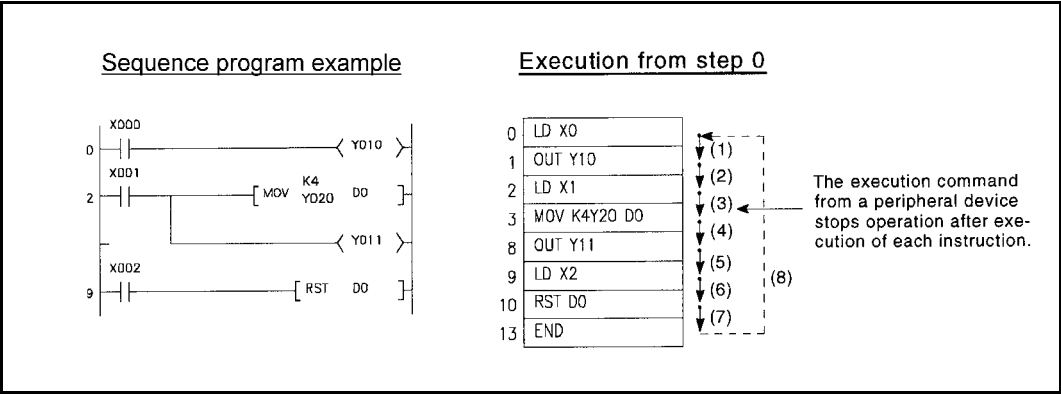 Sequence program example
X000
0
Y010
X001
2
MOV K4Y020 D0
Y011
X002
9
RST D0
Execution from step 0
0 LD X0
1 OUT Y10
2 LD X1
3 MOV K4Y20 D0
8 OUT Y11
9 LD X2
10 RST D0
13 END
(1)
(2)
(3)
(4)
(5)
(6)
(7)
(8)
The execution command
from a peripheral device
stops operation after exe-
cution of each instruction.